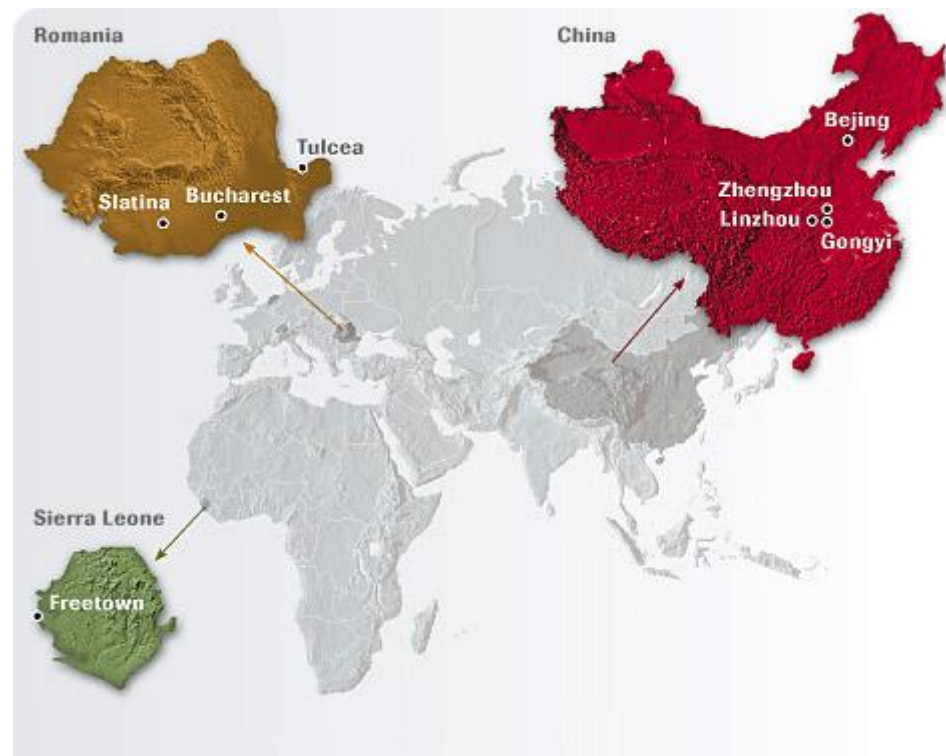 Romania
Tulcea
Slatina
Bucharest
China
Bejing
Zhengzhou
Linzhou
Gongyi
Sierra Leone
Freetown